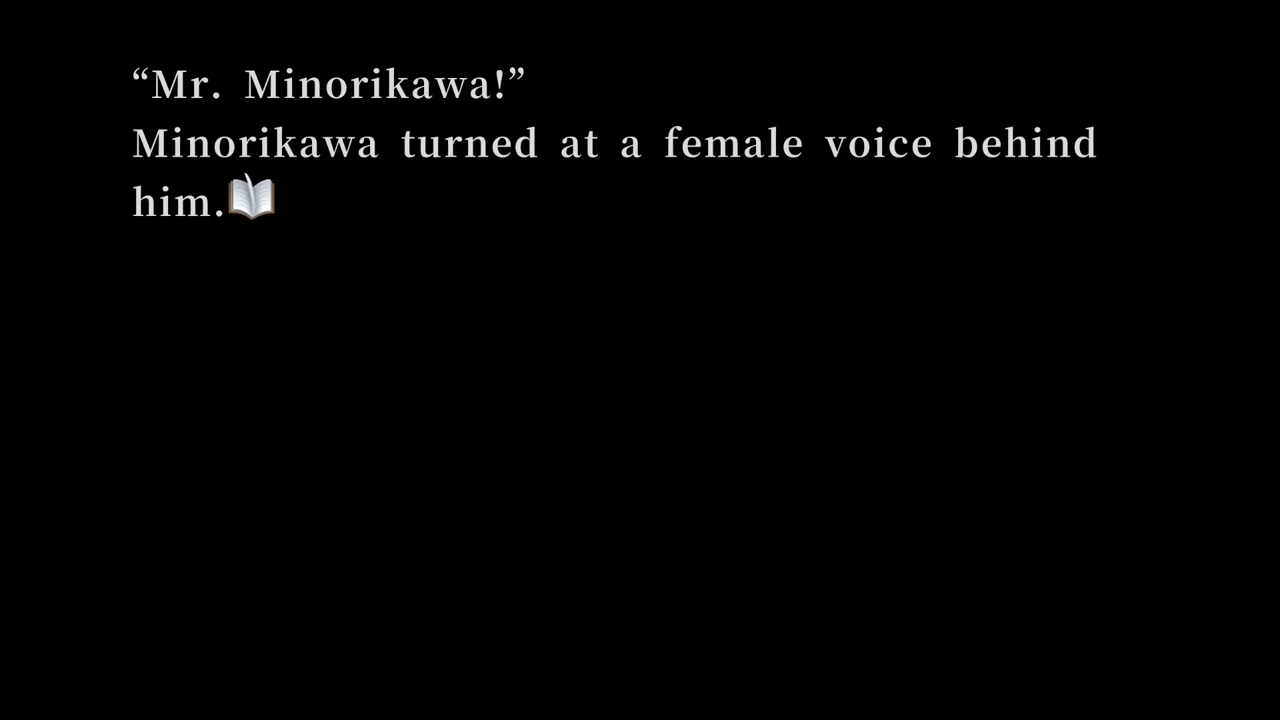 “Mr. Minorikawa!”
Minorikawa turned at a female voice behind
him.